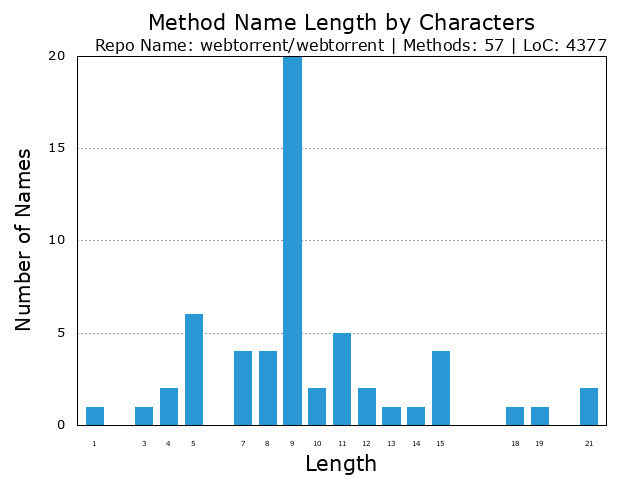 Method Name Length by Characters
Repo Name: webtorrent/webtorrent | Methods: 57 | LoC: 4377
20
15
10
5
0
Number of Names
1 3 4 5 7 8 9 10 11 12 13 14 15 18 19 21
Length